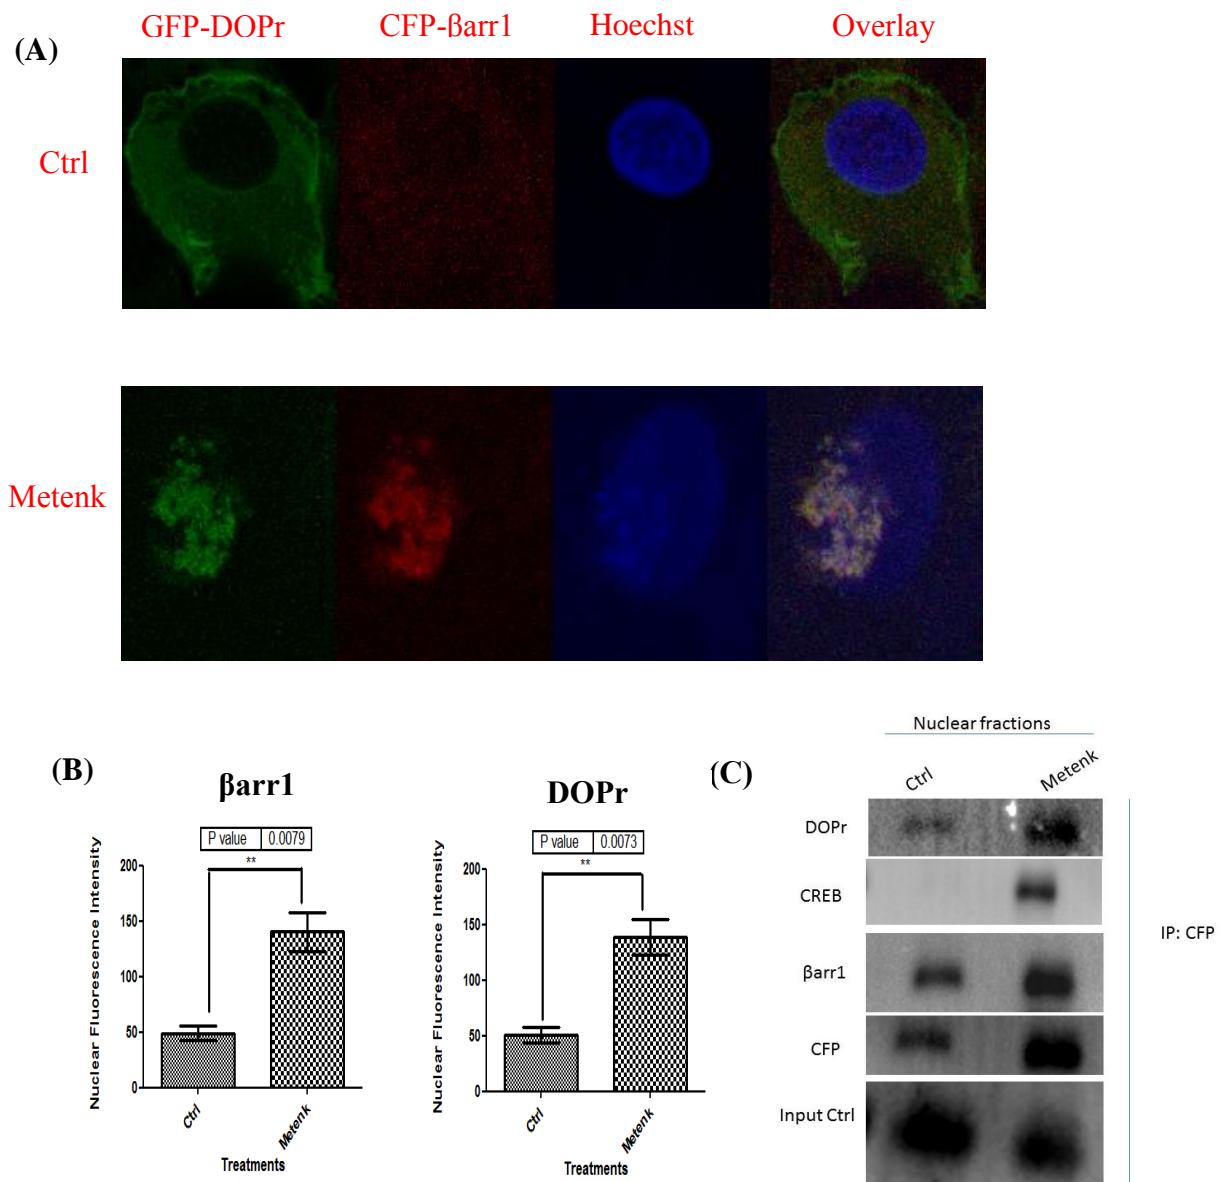 (A)
GFP-DOPr
CFP-βarr1
Hoechst
Overlay
Ctrl
Metenk
(B)
βarr1
P value 0.0079
**
Nuclear Fluorescence Intensity
200
150
100
50
0
Ctrl
Metenk
Treatments
DOPr
P value 0.0073
**
Nuclear Fluorescence Intensity
200
150
100
50
0
Ctrl
Metenk
Treatments
(C)
Nuclear fractions
Ctrl
Metenk
DOPr
CREB
βarr1
CFP
Input Ctrl
IP: CFP